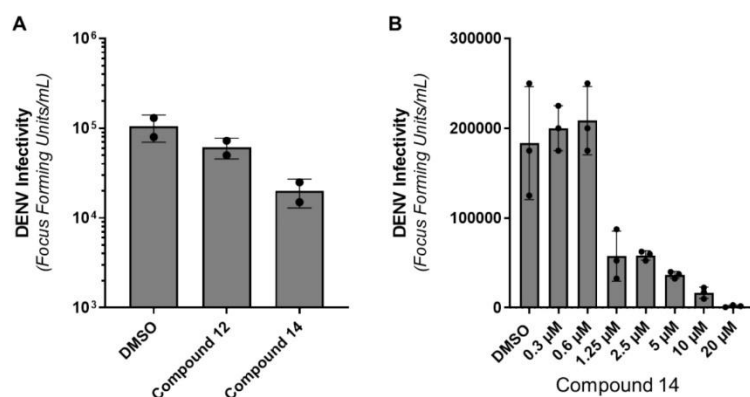 A
DENV Infectivity
(Focus Forming Units/mL)
10⁶
10⁵
10⁴
10³
DMSO
Compound 12
Compound 14
B
DENV Infectivity
(Focus Forming Units/mL)
300000
200000
100000
0
DMSO
0.3 µM
0.6 µM
1.25 µM
2.5 µM
5 µM
10 µM
20 µM
Compound 14